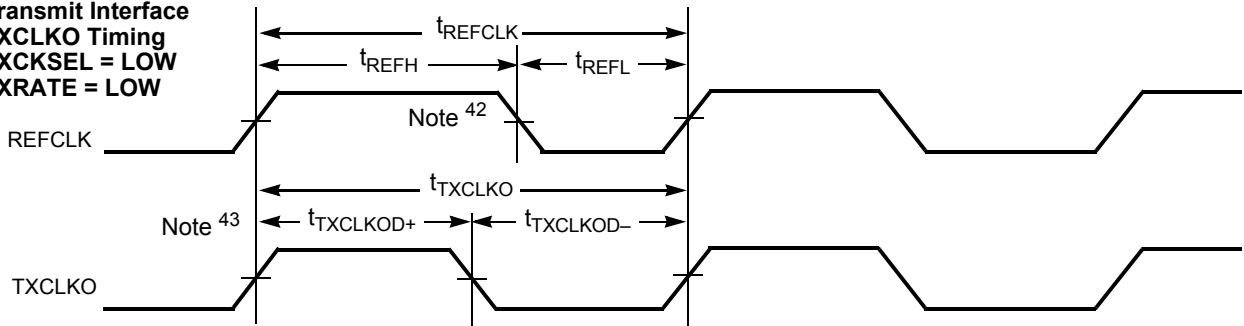 ransmit Interface
XCLKO Timing
XCKSEL = LOW
XRATE = LOW
tREFCLK
tREFH
tREFL
Note 42
REFCLK
tTXCLKO
Note 43
tTXCLKOD+
tTXCLKOD–
TXCLKO